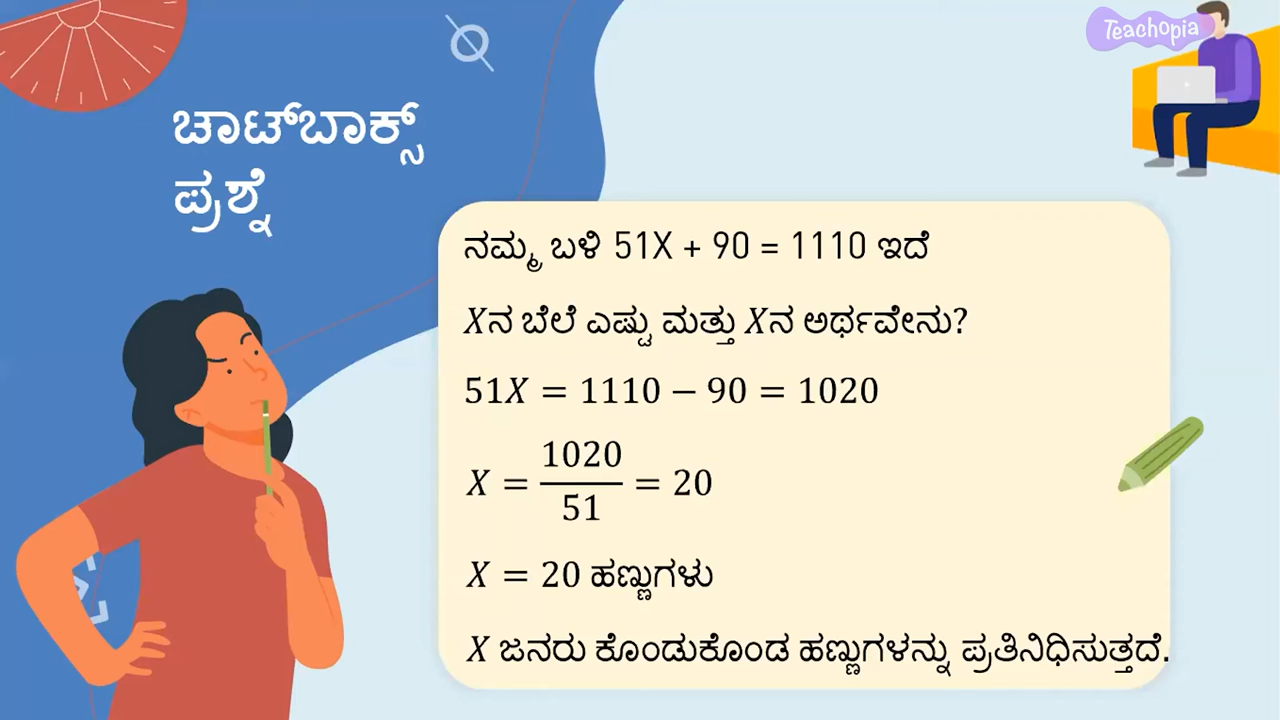 Teachopia
ಚಾಟ್‌ಬಾಕ್ಸ್
ಪ್ರಶ್ನೆ
ನಮ್ಮ ಬಳಿ 51X + 90 = 1110 ಇದೆ
Xನ ಬೆಲೆ ಎಷ್ಟು ಮತ್ತು Xನ ಅರ್ಥವೇನು?
51X = 1110 − 90 = 1020
X = 1020/51 = 20
X = 20 ಹಣ್ಣುಗಳು
X ಜನರು ಕೊಂಡುಕೊಂಡ ಹಣ್ಣುಗಳನ್ನು ಪ್ರತಿನಿಧಿಸುತ್ತದೆ.